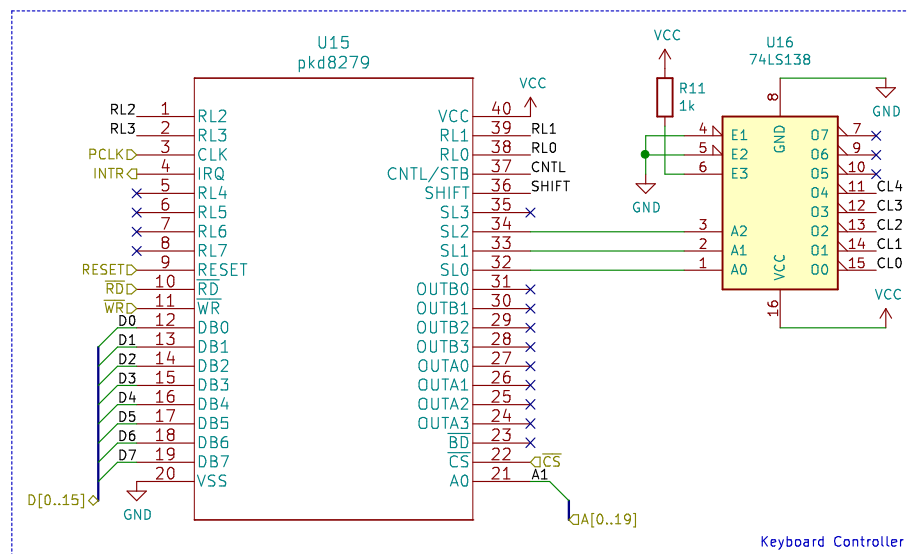 U15
pkd8279
RL2 1 RL2
RL3 2 RL3
PCLK 3 CLK
INTR 4 IRQ
5 RL4
6 RL5
7 RL6
8 RL7
RESET 9 RESET
RD 10 RD
WR 11 WR
D0 12 DB0
D1 13 DB1
D2 14 DB2
D3 15 DB3
D4 16 DB4
D5 17 DB5
D6 18 DB6
D7 19 DB7
20 VSS
D[0..15]
GND
VCC
VCC 40
RL1 39 RL1
RL0 38 RL0
CNTL/STB 37 CNTL
SHIFT 36 SHIFT
SL3 35
SL2 34
SL1 33
SL0 32
OUTB0 31
OUTB1 30
OUTB2 29
OUTB3 28
OUTA0 27
OUTA1 26
OUTA2 25
OUTA3 24
BD 23
CS 22 CS
A0 21 A1
A[0..19]
VCC
R11
1k
GND
U16
74LS138
8
GND
GND
4 E1
5 E2
6 E3
3 A2
2 A1
1 A0
O7 7
O6 9
O5 10
O4 11 CL4
O3 12 CL3
O2 13 CL2
O1 14 CL1
O0 15 CL0
VCC
16
VCC
Keyboard Controller